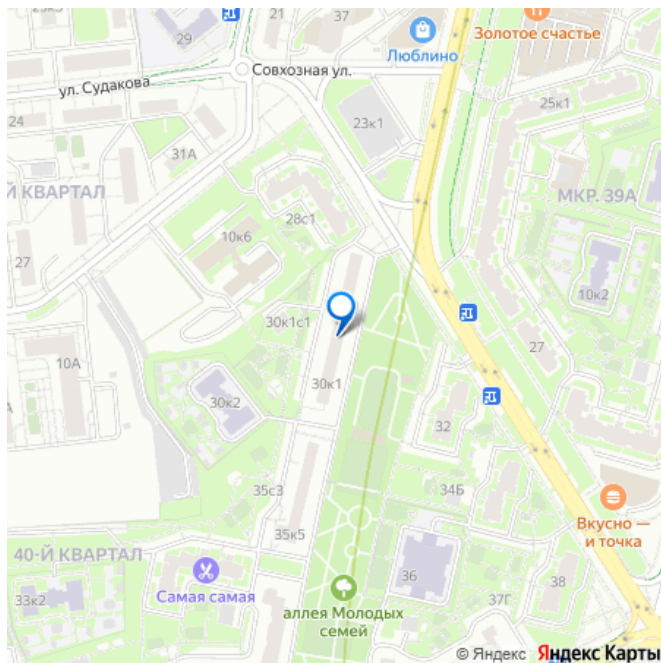 21
37
29
Золотое счастье
Люблино
Совхозная ул.
ул. Судакова
25к1
24
23к1
31А
Й КВАРТАЛ
МКР. 39А
28с1
10к6
27
10к2
30к1с1
27
10А
30к1
30к2
32
35с3
34Б
Вкусно —
и точка
35к5
40-Й КВАРТАЛ
36
38
Самая самая
33к2
аллея Молодых
семей
37Г
© Яндекс Яндекс Карты